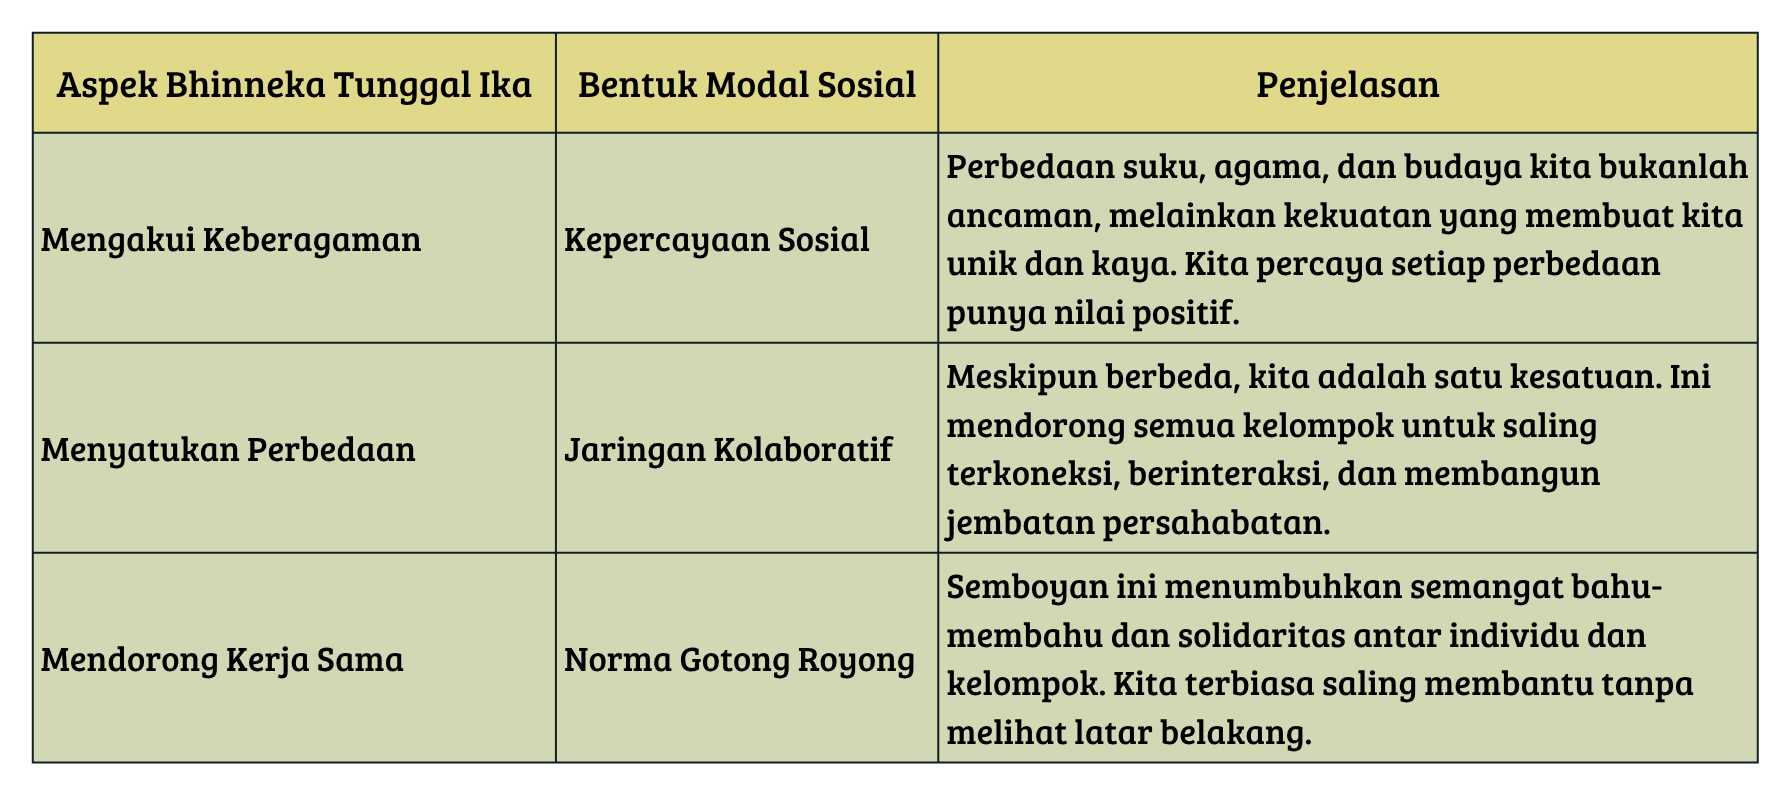 Aspek Bhinneka Tunggal Ika
Bentuk Modal Sosial
Penjelasan
Mengakui Keberagaman
Kepercayaan Sosial
Perbedaan suku, agama, dan budaya kita bukanlah
ancaman, melainkan kekuatan yang membuat kita
unik dan kaya. Kita percaya setiap perbedaan
punya nilai positif.
Menyatukan Perbedaan
Jaringan Kolaboratif
Meskipun berbeda, kita adalah satu kesatuan. Ini
mendorong semua kelompok untuk saling
terkoneksi, berinteraksi, dan membangun
jembatan persahabatan.
Mendorong Kerja Sama
Norma Gotong Royong
Semboyan ini menumbuhkan semangat bahu-
membahu dan solidaritas antar individu dan
kelompok. Kita terbiasa saling membantu tanpa
melihat latar belakang.